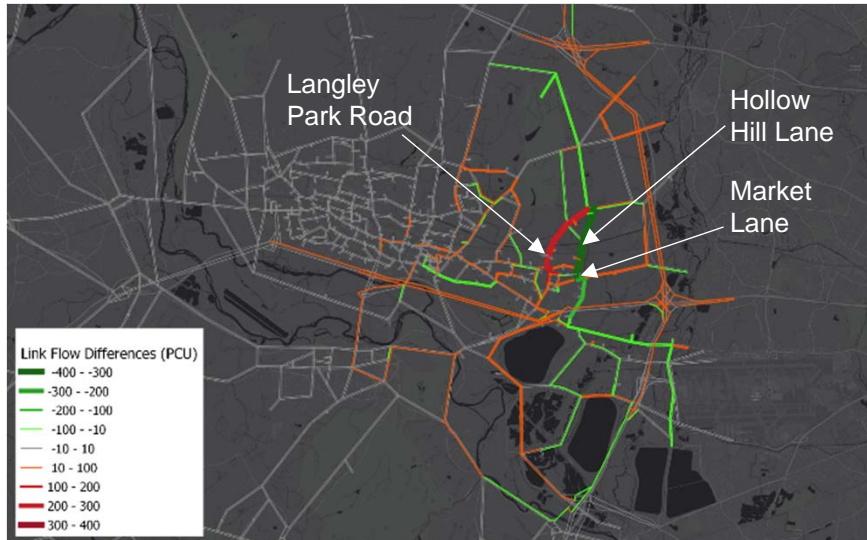 Langley
Park Road
Hollow
Hill Lane
Market
Lane
Link Flow Differences (PCU)
-400 - -300
-300 - -200
-200 - -100
-100 - -10
-10 - 10
10 - 100
100 - 200
200 - 300
300 - 400